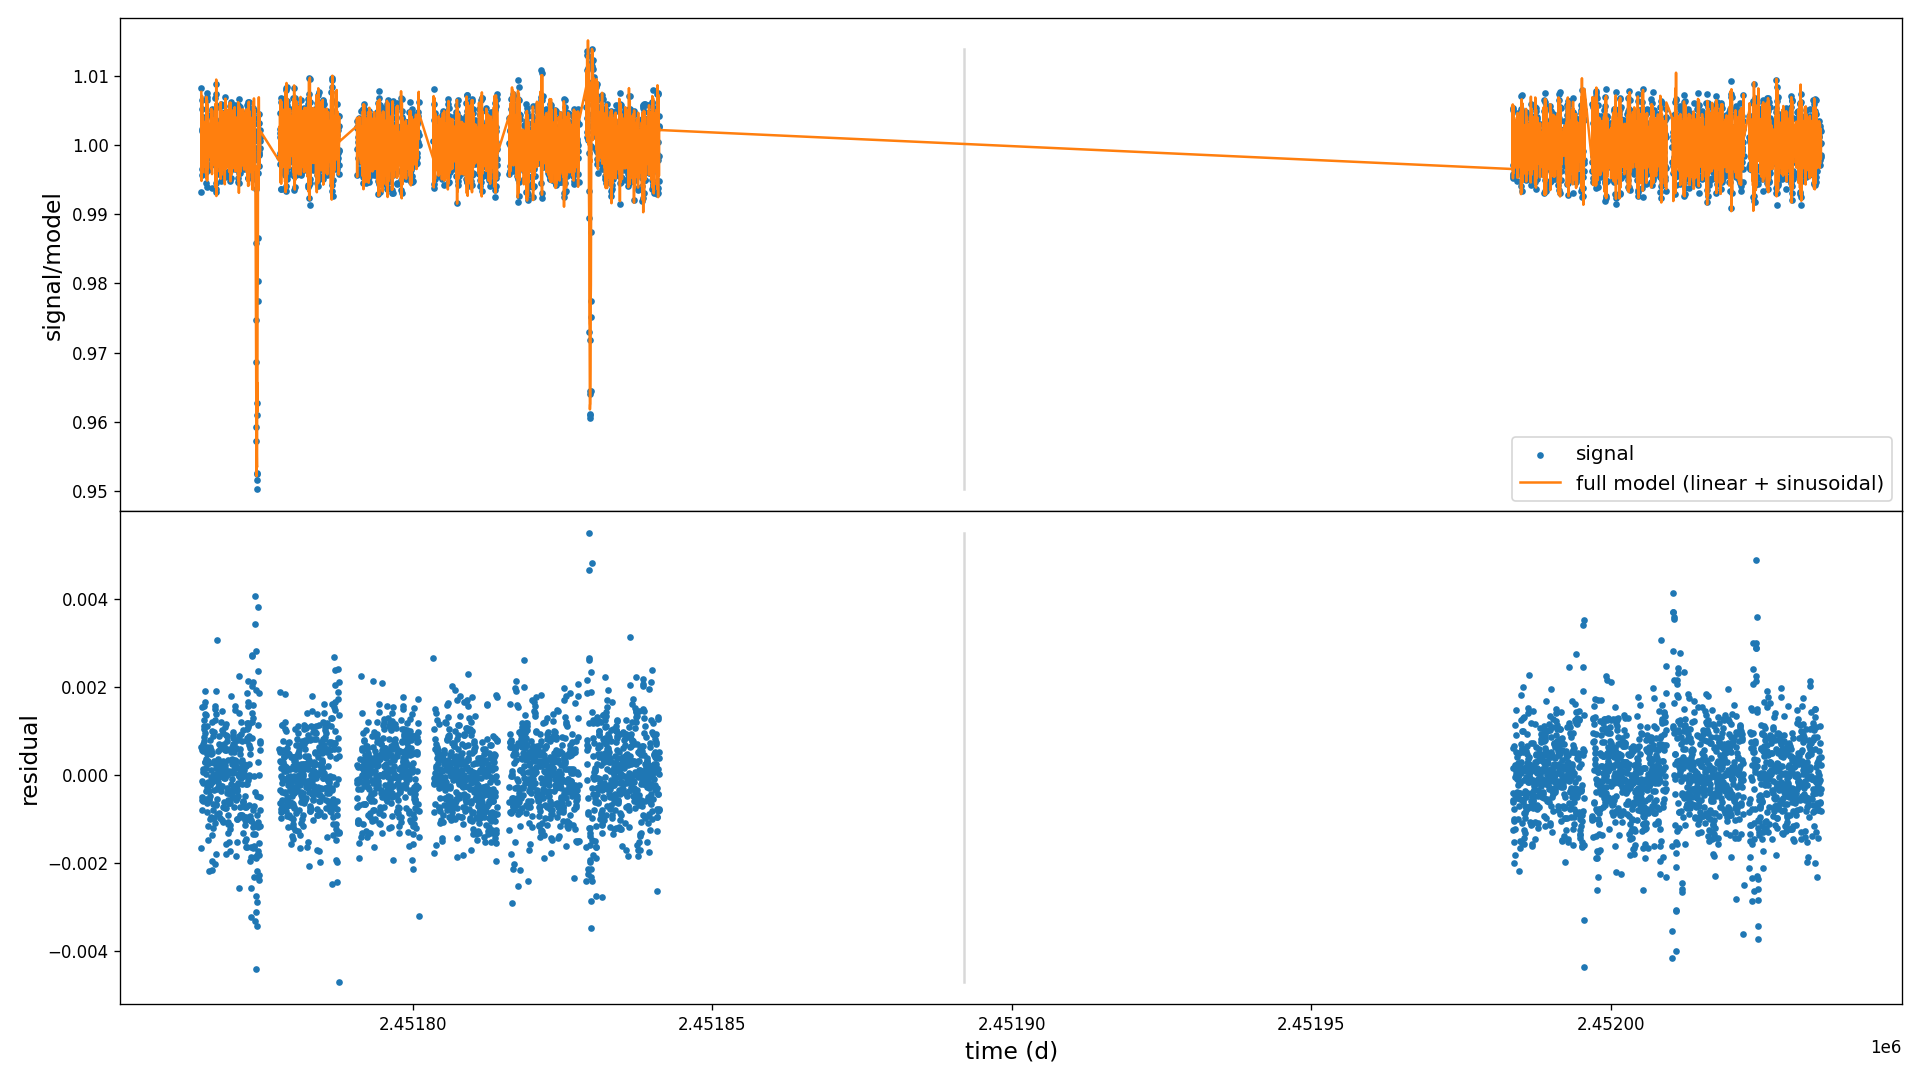 signal/model
1.01
1.00
0.99
0.98
0.97
0.96
0.95
signal
full model (linear + sinusoidal)
residual
0.004
0.002
0.000
−0.002
−0.004
2.45180
2.45185
2.45190
2.45195
2.45200
time (d)
1e6